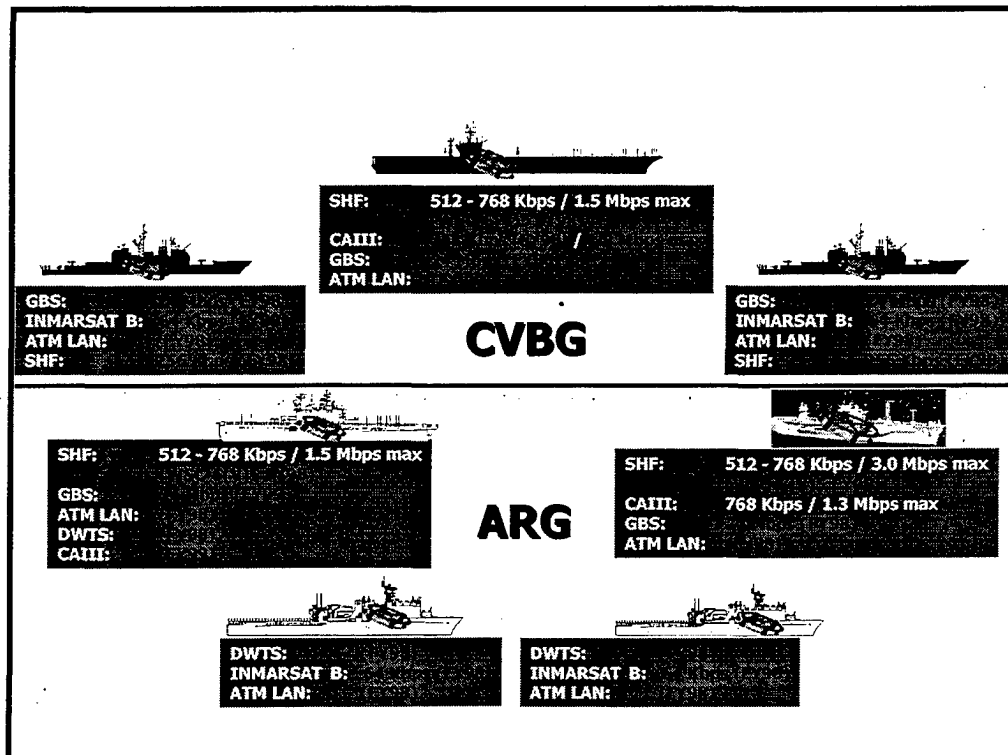 SHF: 512 - 768 Kbps / 1.5 Mbps max
CAIII: /
GBS:
ATM LAN:
GBS:
INMARSAT B:
ATM LAN:
SHF:
CVBG
GBS:
INMARSAT B:
ATM LAN:
SHF:
SHF: 512 - 768 Kbps / 1.5 Mbps max
GBS:
ATM LAN:
DWTS:
CAIII:
ARG
SHF: 512 - 768 Kbps / 3.0 Mbps max
CAIII: 768 Kbps / 1.3 Mbps max
GBS:
ATM LAN:
DWTS:
INMARSAT B:
ATM LAN:
DWTS:
INMARSAT B:
ATM LAN: